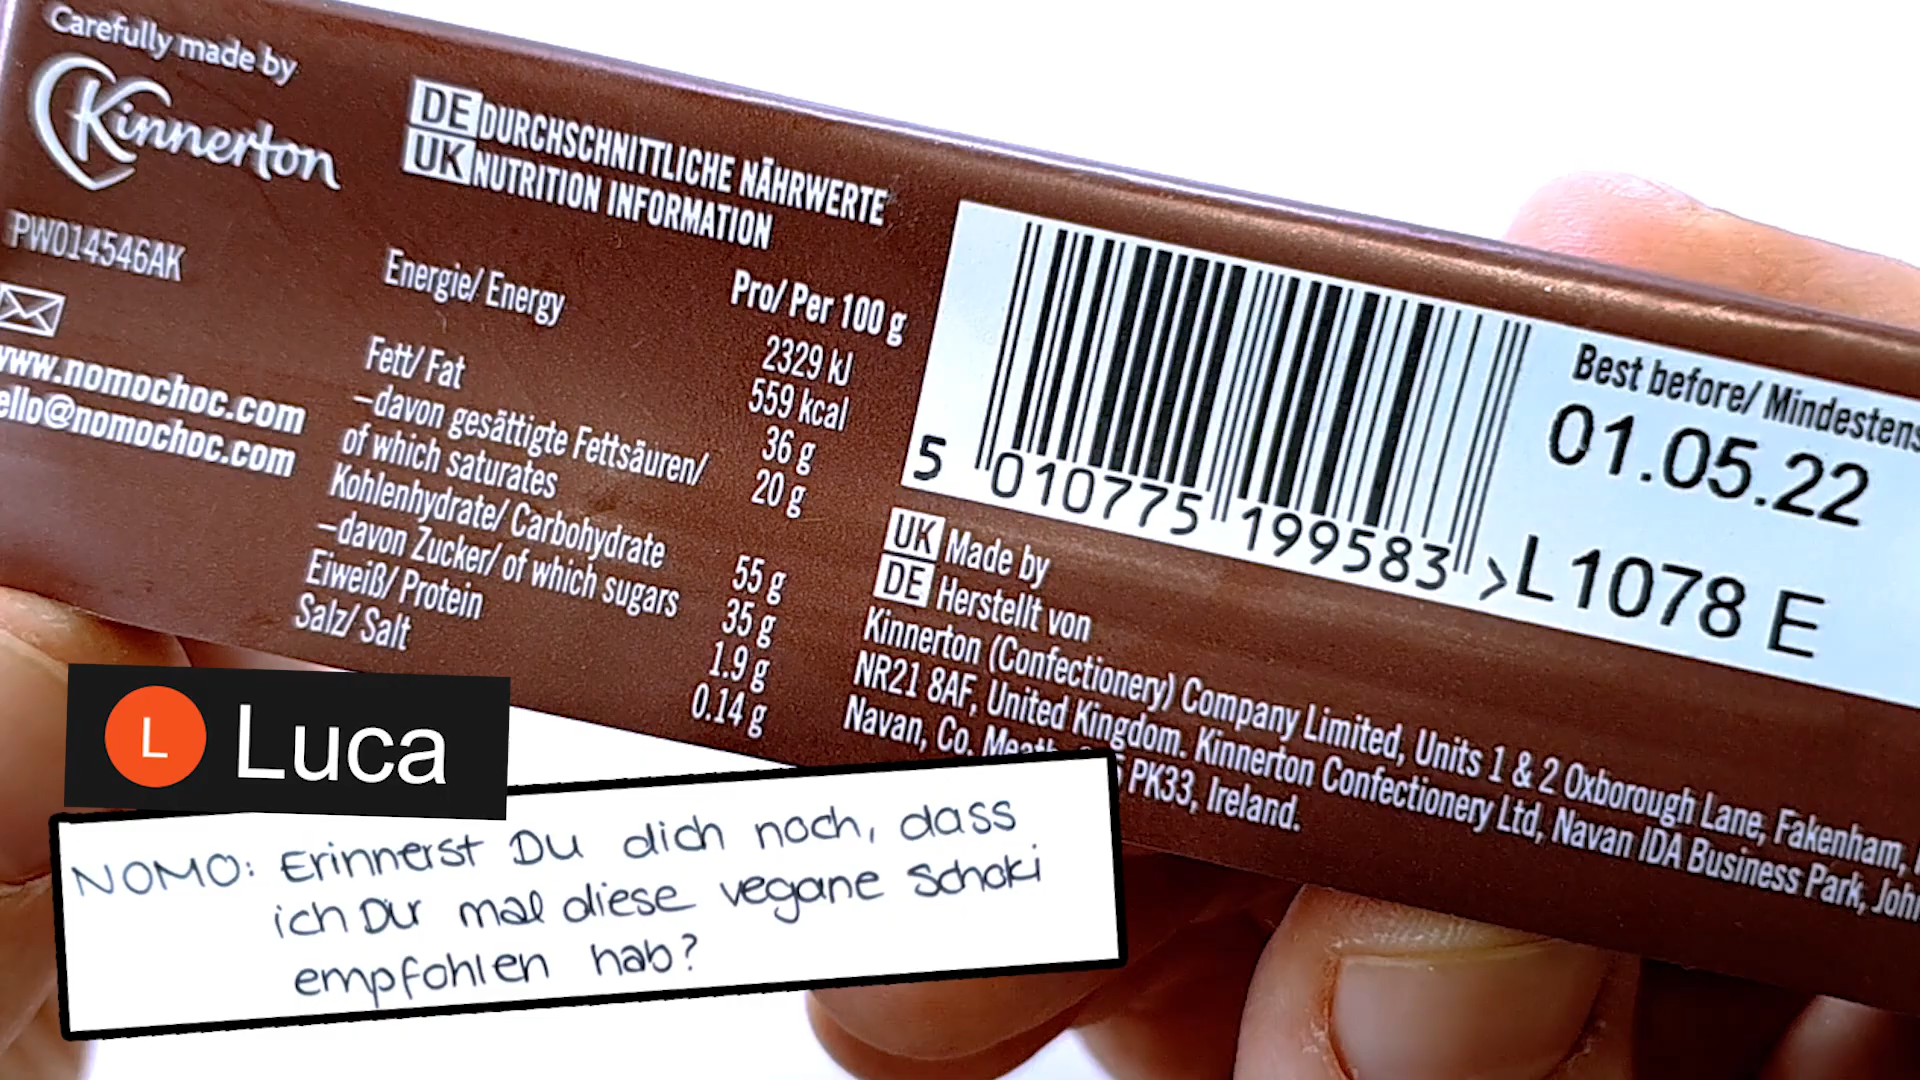 Carefully made by
Kinnerton
PW014546AK
www.nomochoc.com
ello@nomochoc.com
DE DURCHSCHNITTLICHE NÄHRWERTE
UK NUTRITION INFORMATION
Pro/ Per 100 g
Energie/ Energy 2329 kJ
559 kcal
Fett/ Fat 36 g
–davon gesättigte Fettsäuren/
of which saturates 20 g
Kohlenhydrate/ Carbohydrate 55 g
–davon Zucker/ of which sugars 35 g
Eiweiß/ Protein 1.9 g
Salz/ Salt 0.14 g
5 010775 199583 >
Best before/ Mindestens
01.05.22
L1078 E
UK Made by
DE Herstellt von
Kinnerton (Confectionery) Company Limited, Units 1 & 2 Oxborough Lane, Fakenham,
NR21 8AF, United Kingdom. Kinnerton Confectionery Ltd, Navan IDA Business Park, John
Navan, Co. Meath PK33, Ireland.
L Luca
NOMO: Erinnerst Du dich noch, dass
ich Dir mal diese vegane Schoki
empfohlen hab?